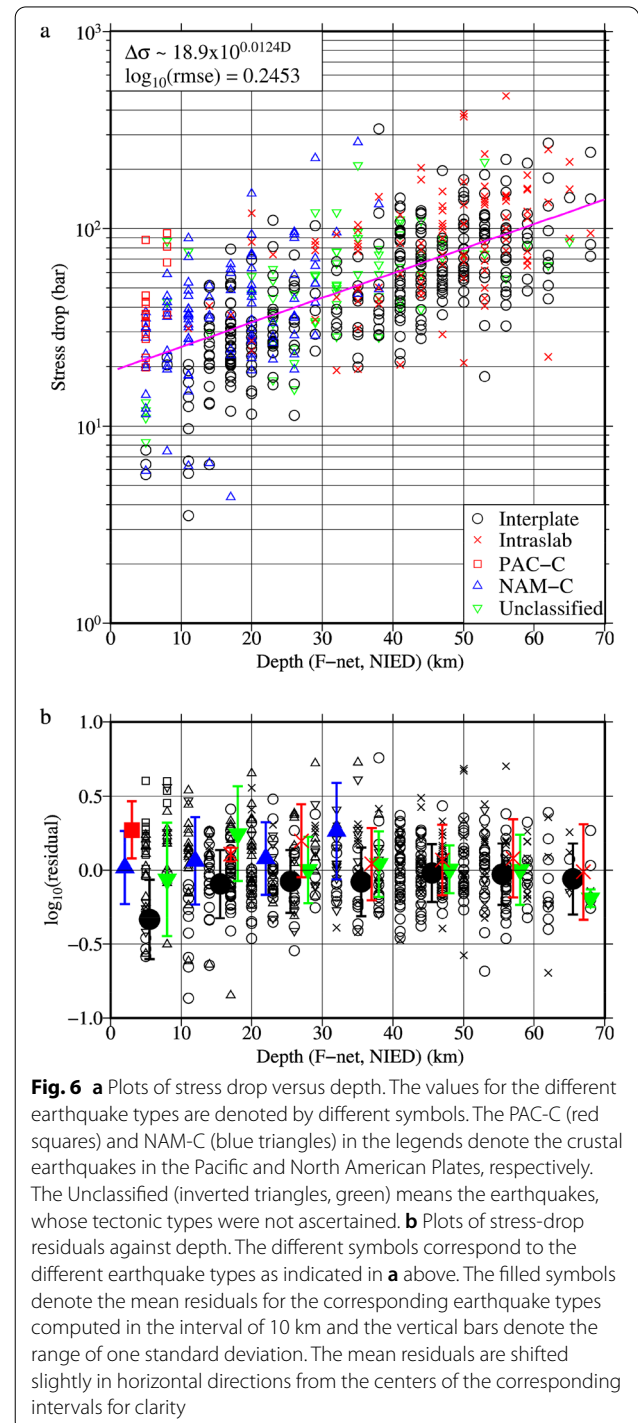 a
Δσ ~ 18.9x10^0.0124D
log10(rmse) = 0.2453
10^3
10^2
10^1
10^0
Stress drop (bar)
Interplate
Intraslab
PAC−C
NAM−C
Unclassified
0 10 20 30 40 50 60 70
Depth (F-net, NIED) (km)
b
1.0
0.5
0.0
−0.5
−1.0
log10(residual)
0 10 20 30 40 50 60 70
Depth (F-net, NIED) (km)
Fig. 6 a Plots of stress drop versus depth. The values for the different
earthquake types are denoted by different symbols. The PAC-C (red
squares) and NAM-C (blue triangles) in the legends denote the crustal
earthquakes in the Pacific and North American Plates, respectively.
The Unclassified (inverted triangles, green) means the earthquakes,
whose tectonic types were not ascertained. b Plots of stress-drop
residuals against depth. The different symbols correspond to the
different earthquake types as indicated in a above. The filled symbols
denote the mean residuals for the corresponding earthquake types
computed in the interval of 10 km and the vertical bars denote the
range of one standard deviation. The mean residuals are shifted
slightly in horizontal directions from the centers of the corresponding
intervals for clarity